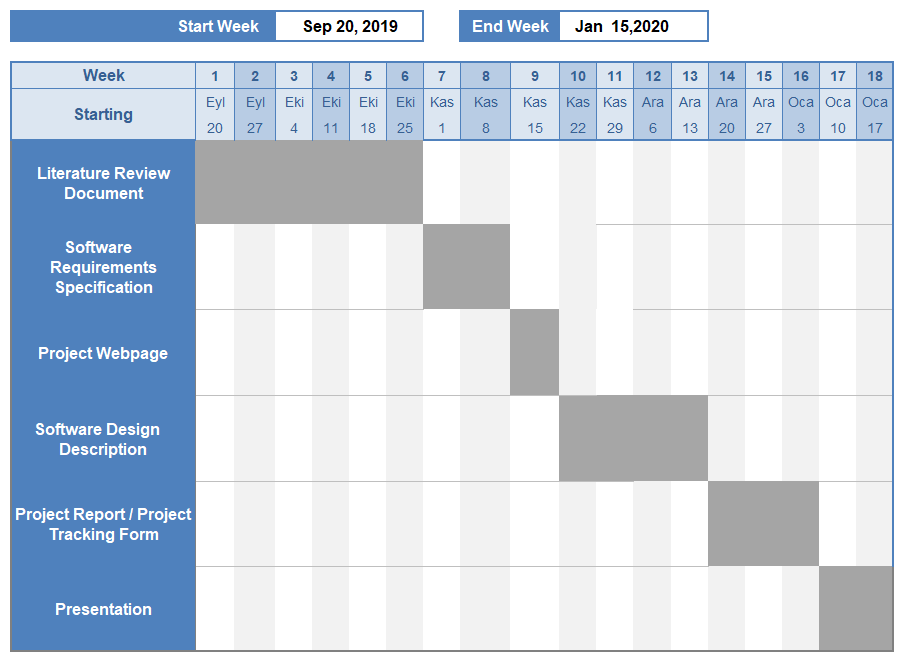 Start Week Sep 20, 2019 End Week Jan 15,2020
Week 1 2 3 4 5 6 7 8 9 10 11 12 13 14 15 16 17 18
Starting
Eyl Eyl Eki Eki Eki Eki Kas Kas Kas Kas Kas Ara Ara Ara Ara Oca Oca Oca
20 27 4 11 18 25 1 8 15 22 29 6 13 20 27 3 10 17
Literature Review
Document
Software
Requirements
Specification
Project Webpage
Software Design
Description
Project Report / Project
Tracking Form
Presentation